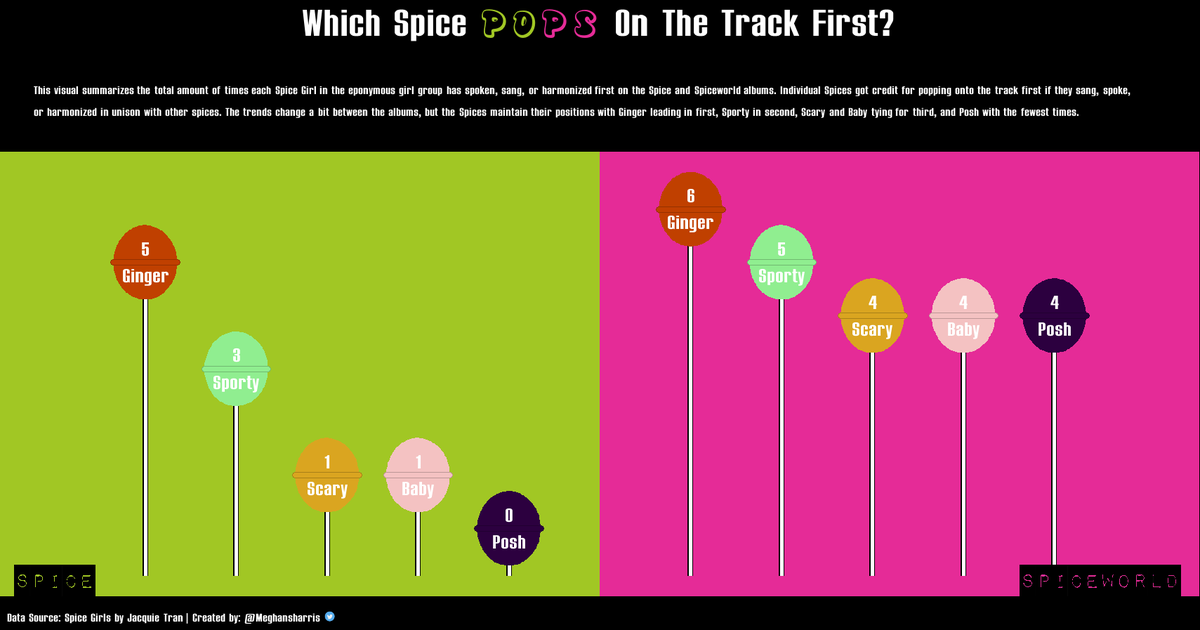 Which Spice POPS On The Track First?
This visual summarizes the total amount of times each Spice Girl in the eponymous girl group has spoken, sang, or harmonized first on the Spice and Spiceworld albums. Individual Spices got credit for popping onto the track first if they sang, spoke,
or harmonized in unison with other spices. The trends change a bit between the albums, but the Spices maintain their positions with Ginger leading in first, Sporty in second, Scary and Baby tying for third, and Posh with the fewest times.
5
Ginger
3
Sporty
1
Scary
1
Baby
0
Posh
SPICE
6
Ginger
5
Sporty
4
Scary
4
Baby
4
Posh
SPICEWORLD
Data Source: Spice Girls by Jacquie Tran | Created by: @Meghansharris